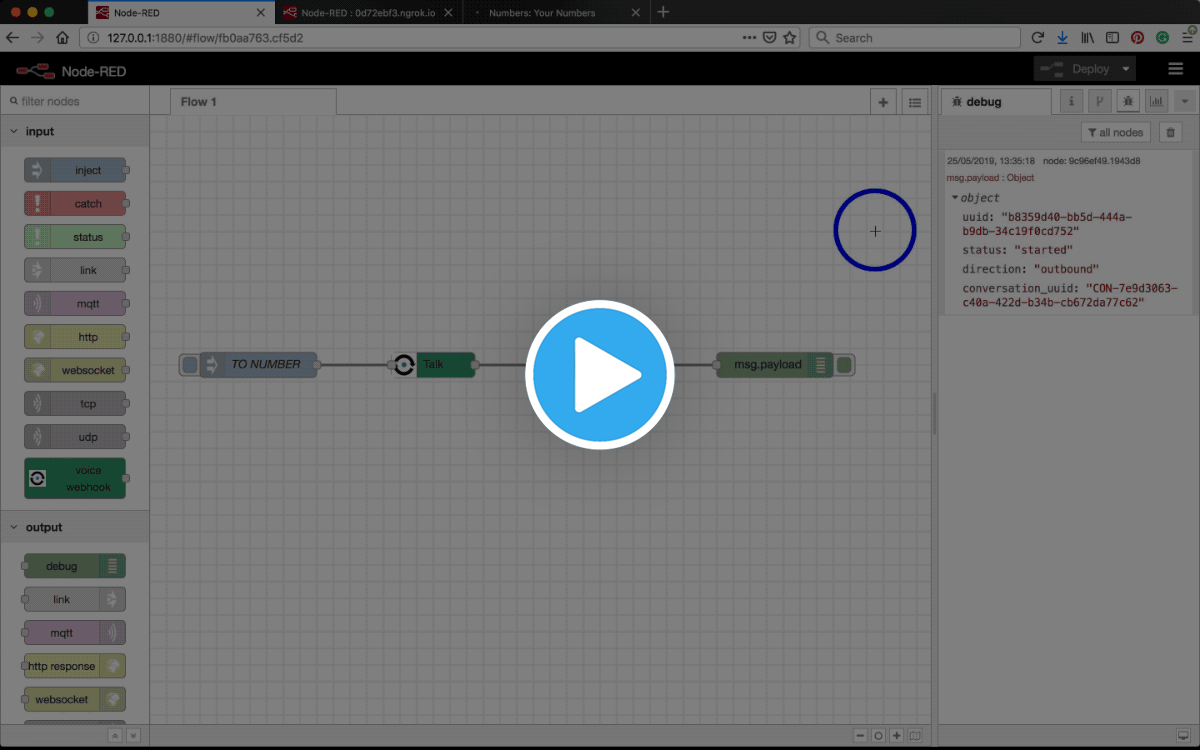 Node-RED
Node-RED : 0d72ebf3.ngrok.io
Numbers: Your Numbers
127.0.0.1:1880/#flow/fb0aa763.cf5d2
Search
Node-RED
Deploy
filter nodes
Flow 1
debug
i
all nodes
input
inject
catch
status
link
mqtt
http
websocket
tcp
udp
voice
webhook
output
debug
link
mqtt
http response
websocket
TO NUMBER
Talk
msg.payload
25/05/2019, 13:35:18 node: 9c96ef49.1943d8
msg.payload : Object
object
uuid: "b8359d40-bb5d-444a-
b9db-34c19f0cd752"
status: "started"
direction: "outbound"
conversation_uuid: "CON-7e9d3063-
c40a-422d-b34b-cb672da77c62"